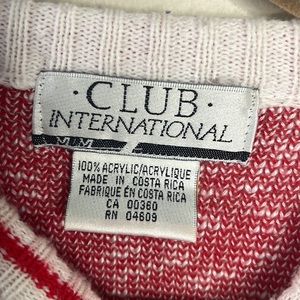 · CLUB ·
INTERNATIONAL
M/M
100% ACRYLIC/ACRYLIQUE
MADE IN COSTA RICA
FABRIQUE EN COSTA RICA
CA 00360
RN 04609